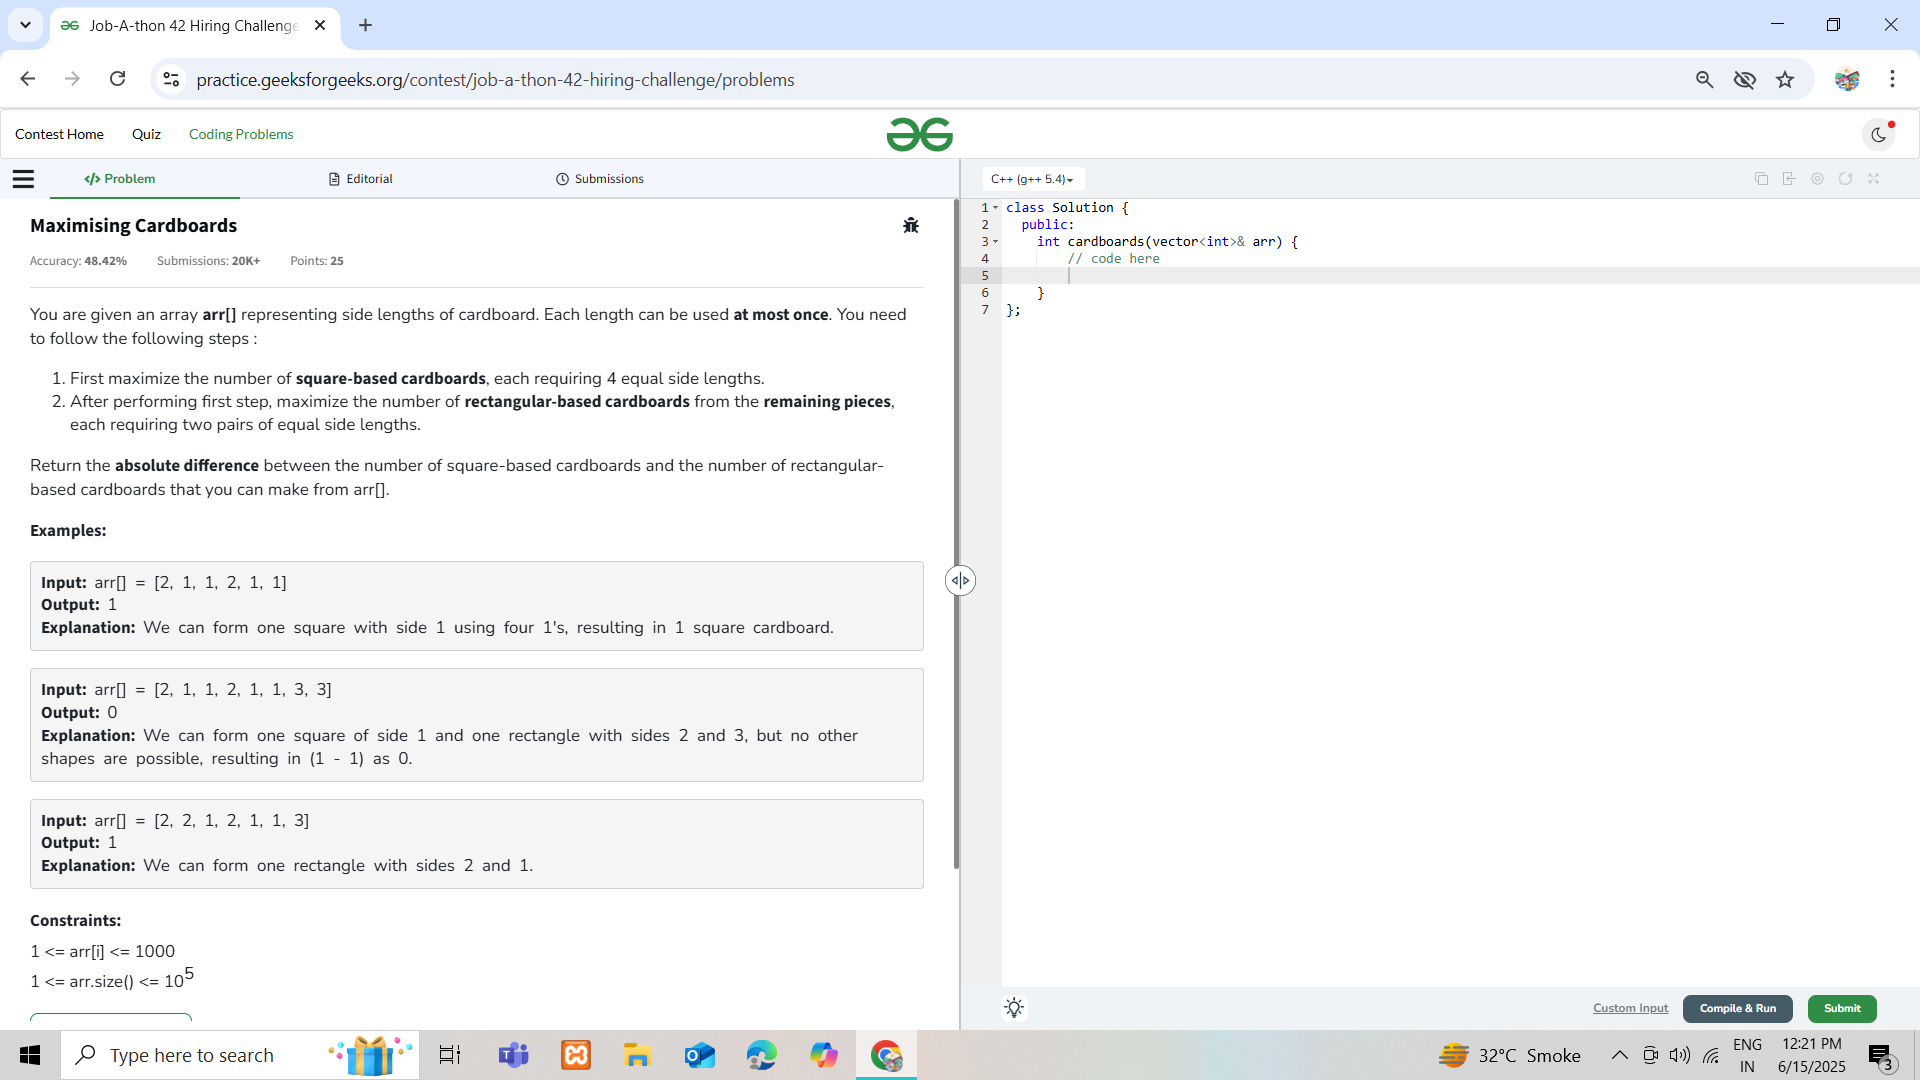 Job-A-thon 42 Hiring Challenge
practice.geeksforgeeks.org/contest/job-a-thon-42-hiring-challenge/problems
Contest Home Quiz Coding Problems
</> Problem Editorial Submissions
Maximising Cardboards
Accuracy: 48.42% Submissions: 20K+ Points: 25
You are given an array arr[] representing side lengths of cardboard. Each length can be used at most once. You need
to follow the following steps :
1. First maximize the number of square-based cardboards, each requiring 4 equal side lengths.
2. After performing first step, maximize the number of rectangular-based cardboards from the remaining pieces,
each requiring two pairs of equal side lengths.
Return the absolute difference between the number of square-based cardboards and the number of rectangular-
based cardboards that you can make from arr[].
Examples:
Input: arr[] = [2, 1, 1, 2, 1, 1]
Output: 1
Explanation: We can form one square with side 1 using four 1's, resulting in 1 square cardboard.
Input: arr[] = [2, 1, 1, 2, 1, 1, 3, 3]
Output: 0
Explanation: We can form one square of side 1 and one rectangle with sides 2 and 3, but no other
shapes are possible, resulting in (1 - 1) as 0.
Input: arr[] = [2, 2, 1, 2, 1, 1, 3]
Output: 1
Explanation: We can form one rectangle with sides 2 and 1.
Constraints:
1 <= arr[i] <= 1000
1 <= arr.size() <= 10^5
C++ (g++ 5.4)
1 class Solution {
2 public:
3 int cardboards(vector<int>& arr) {
4 // code here
5
6 }
7 };
Custom Input Compile & Run Submit
Type here to search
32°C Smoke
ENG
IN
12:21 PM
6/15/2025
3